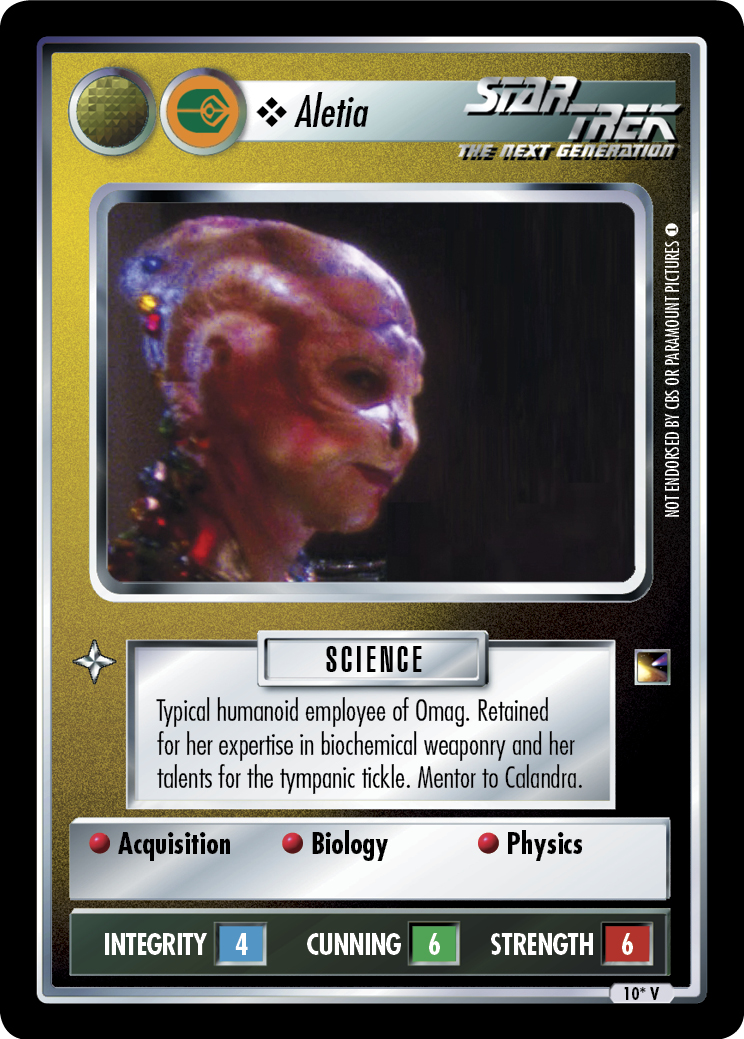 ❖ Aletia
STAR TREK
THE NEXT GENERATION
NOT ENDORSED BY CBS OR PARAMOUNT PICTURES 1
SCIENCE
Typical humanoid employee of Omag. Retained
for her expertise in biochemical weaponry and her
talents for the tympanic tickle. Mentor to Calandra.
Acquisition
Biology
Physics
INTEGRITY 4
CUNNING 6
STRENGTH 6
10* V